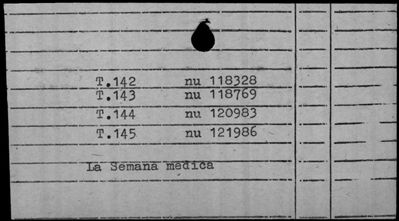 T.142 nu 118328
T.143 nu 118769
T.144 nu 120983
T.145 nu 121986
La Semana medica